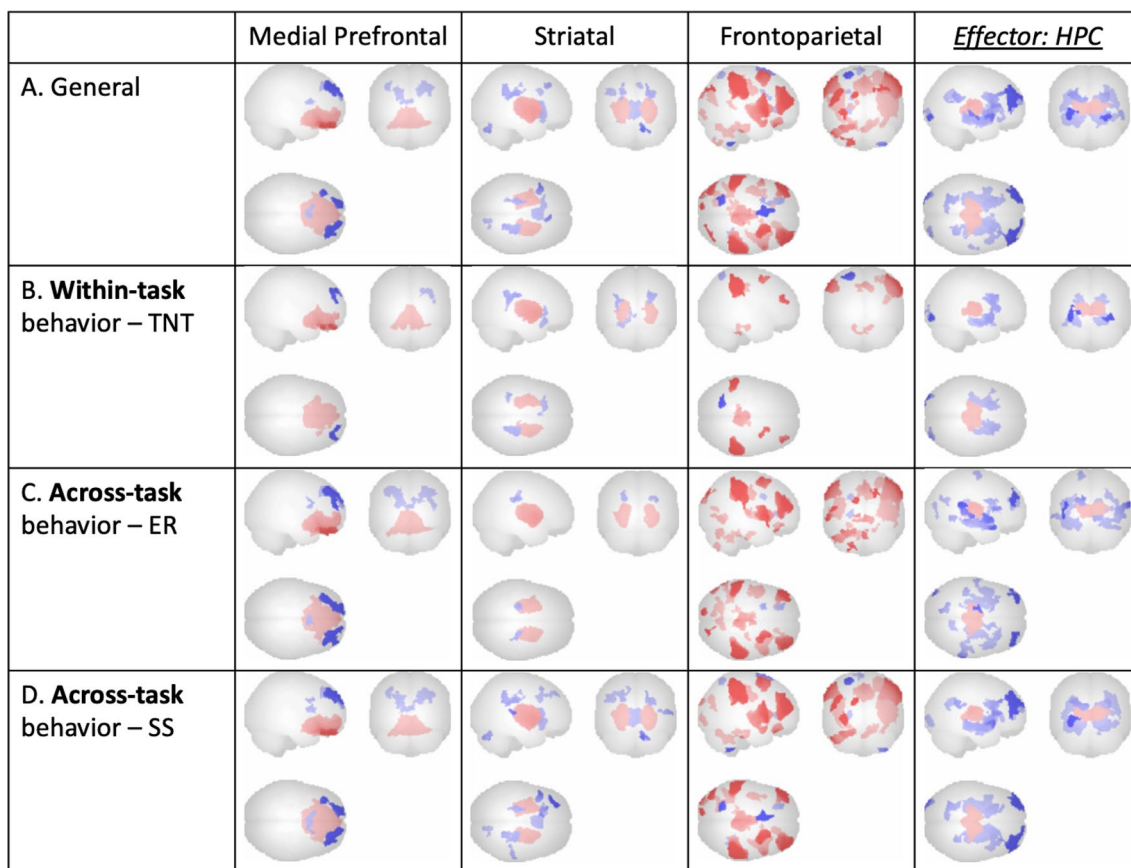 Medial Prefrontal
Striatal
Frontoparietal
Effector: HPC
A. General
B. Within-task
behavior – TNT
C. Across-task
behavior – ER
D. Across-task
behavior – SS